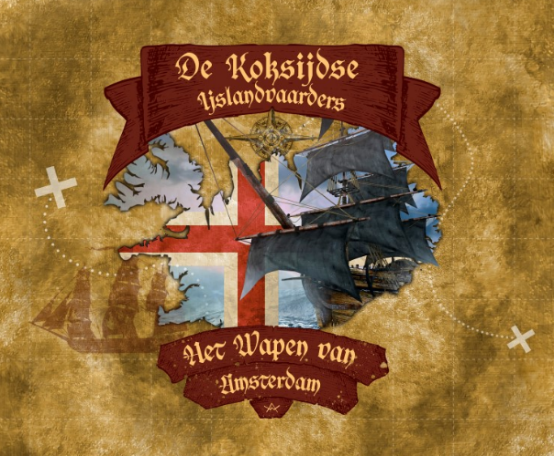 De Koksijdse
Ijslandvaarders
Het Wapen van
Amsterdam